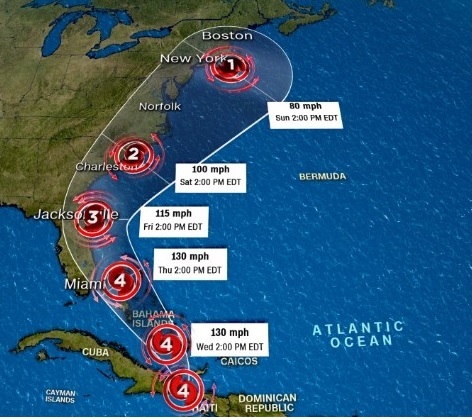 Boston
New York
1
80 mph
Sun 2:00 PM EDT
Norfolk
2
Charleston
100 mph
Sat 2:00 PM EDT
BERMUDA
Jacksonville
3
115 mph
Fri 2:00 PM EDT
130 mph
Thu 2:00 PM EDT
Miami
4
BAHAMA
ISLANDS
130 mph
Wed 2:00 PM EDT
4
ATLANTIC
OCEAN
CUBA
CAICOS
4
CAYMAN
ISLANDS
HAITI
DOMINICAN
REPUBLIC